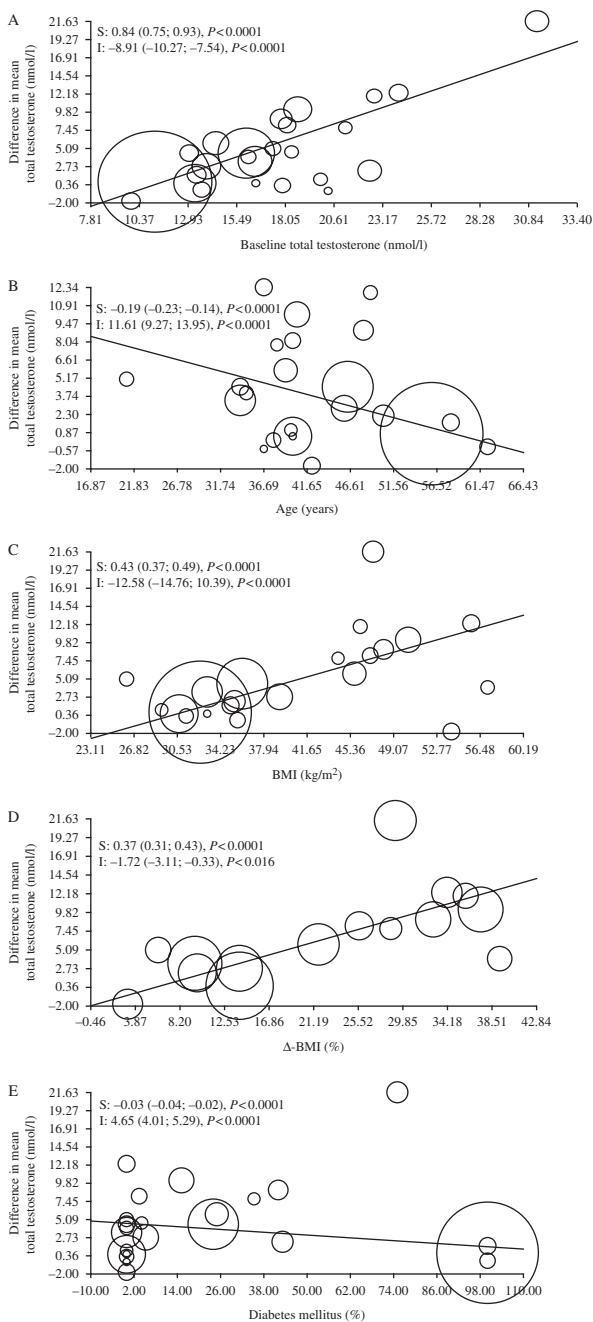 A
Difference in mean
total testosterone (nmol/l)
21.63
19.27
16.91
14.54
12.18
9.82
7.45
5.09
2.73
0.36
–2.00
S: 0.84 (0.75; 0.93), P<0.0001
I: –8.91 (–10.27; –7.54), P<0.0001
7.81 10.37 12.93 15.49 18.05 20.61 23.17 25.72 28.28 30.84 33.40
Baseline total testosterone (nmol/l)
B
Difference in mean
total testosterone (nmol/l)
12.34
10.91
9.47
8.04
6.61
5.17
3.74
2.30
0.87
–0.57
–2.00
S: –0.19 (–0.23; –0.14), P<0.0001
I: 11.61 (9.27; 13.95), P<0.0001
16.87 21.83 26.78 31.74 36.69 41.65 46.61 51.56 56.52 61.47 66.43
Age (years)
C
Difference in mean
total testosterone (nmol/l)
21.63
19.27
16.91
14.54
12.18
9.82
7.45
5.09
2.73
0.36
–2.00
S: 0.43 (0.37; 0.49), P<0.0001
I: –12.58 (–14.76; 10.39), P<0.0001
23.11 26.82 30.53 34.23 37.94 41.65 45.36 49.07 52.77 56.48 60.19
BMI (kg/m²)
D
Difference in mean
total testosterone (nmol/l)
21.63
19.27
16.91
14.54
12.18
9.82
7.45
5.09
2.73
0.36
–2.00
S: 0.37 (0.31; 0.43), P<0.0001
I: –1.72 (–3.11; –0.33), P<0.016
–0.46 3.87 8.20 12.53 16.86 21.19 25.52 29.85 34.18 38.51 42.84
Δ-BMI (%)
E
Difference in mean
total testosterone (nmol/l)
21.63
19.27
16.91
14.54
12.18
9.82
7.45
5.09
2.73
0.36
–2.00
S: –0.03 (–0.04; –0.02), P<0.0001
I: 4.65 (4.01; 5.29), P<0.0001
–10.00 2.00 14.00 26.00 38.00 50.00 62.00 74.00 86.00 98.00 110.00
Diabetes mellitus (%)